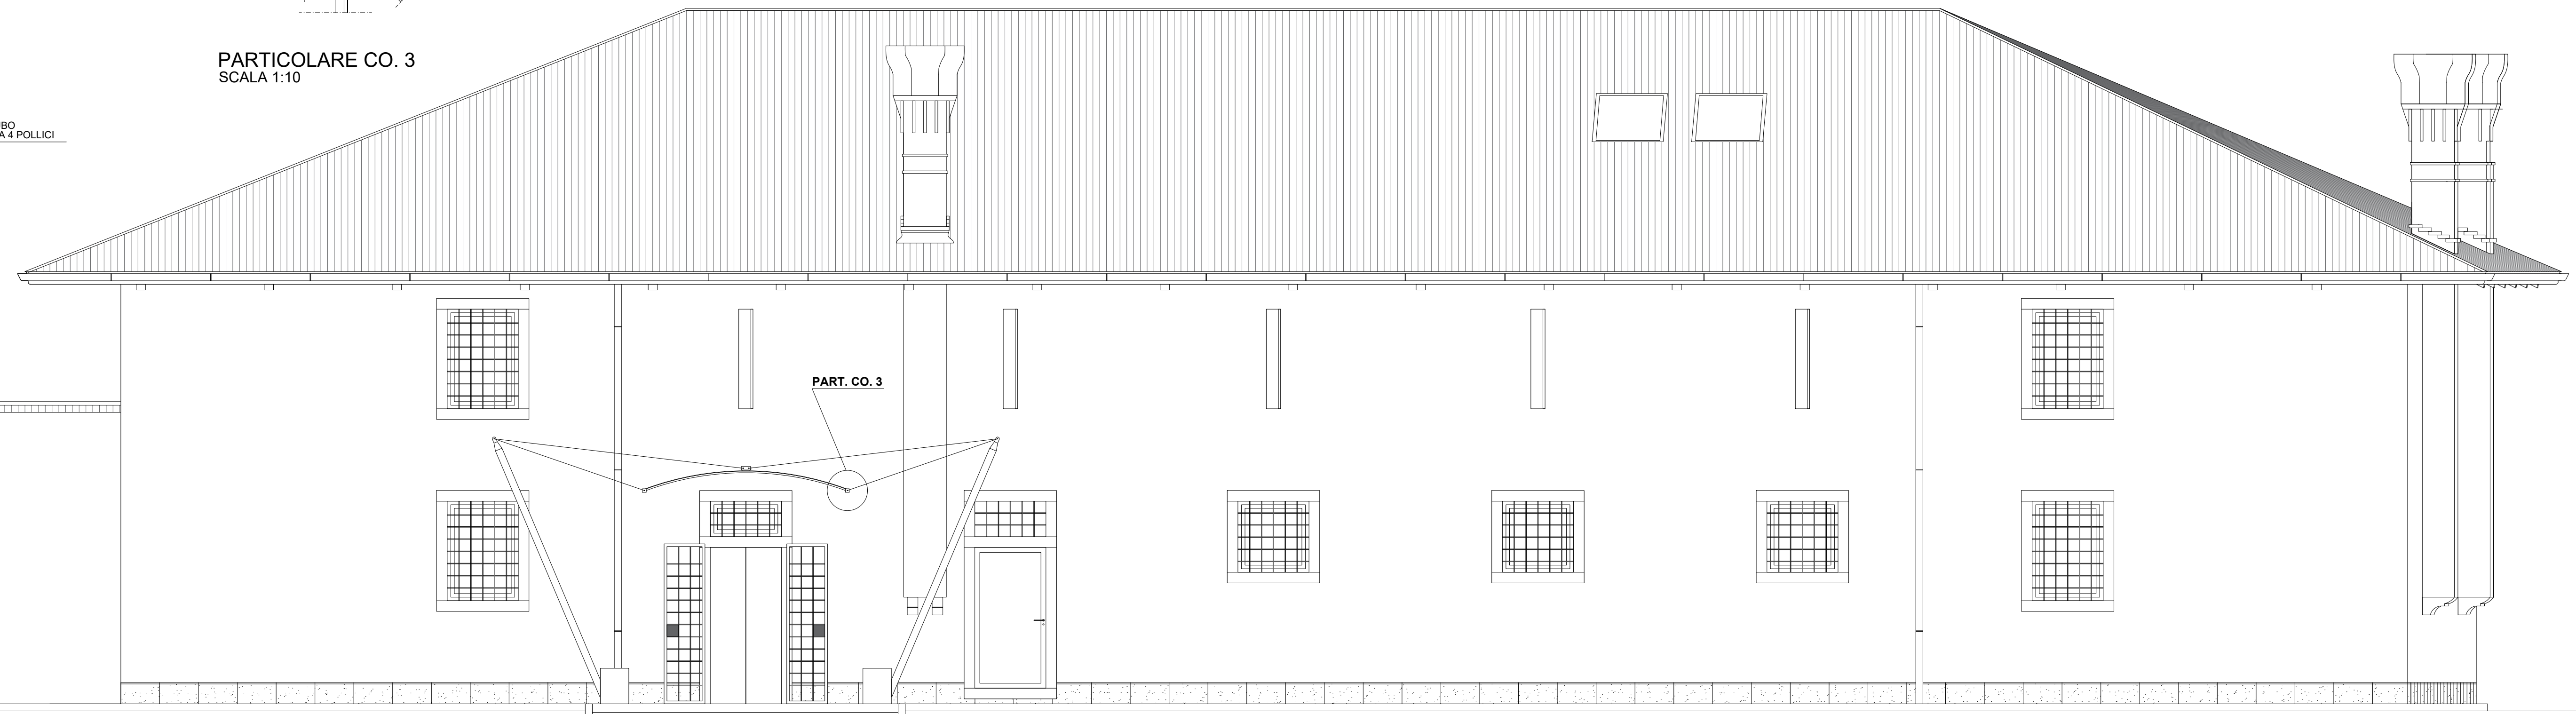 PARTICOLARE CO. 3
SCALA 1:10
BO
A 4 POLLICI
PART. CO. 3